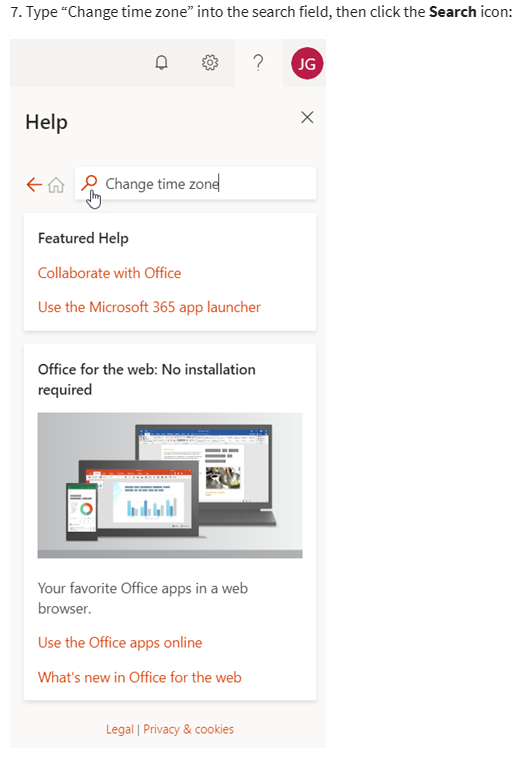 7. Type “Change time zone” into the search field, then click the Search icon:
?
JG
Help
Change time zone
Featured Help
Collaborate with Office
Use the Microsoft 365 app launcher
Office for the web: No installation
required
Your favorite Office apps in a web
browser.
Use the Office apps online
What's new in Office for the web
Legal | Privacy & cookies